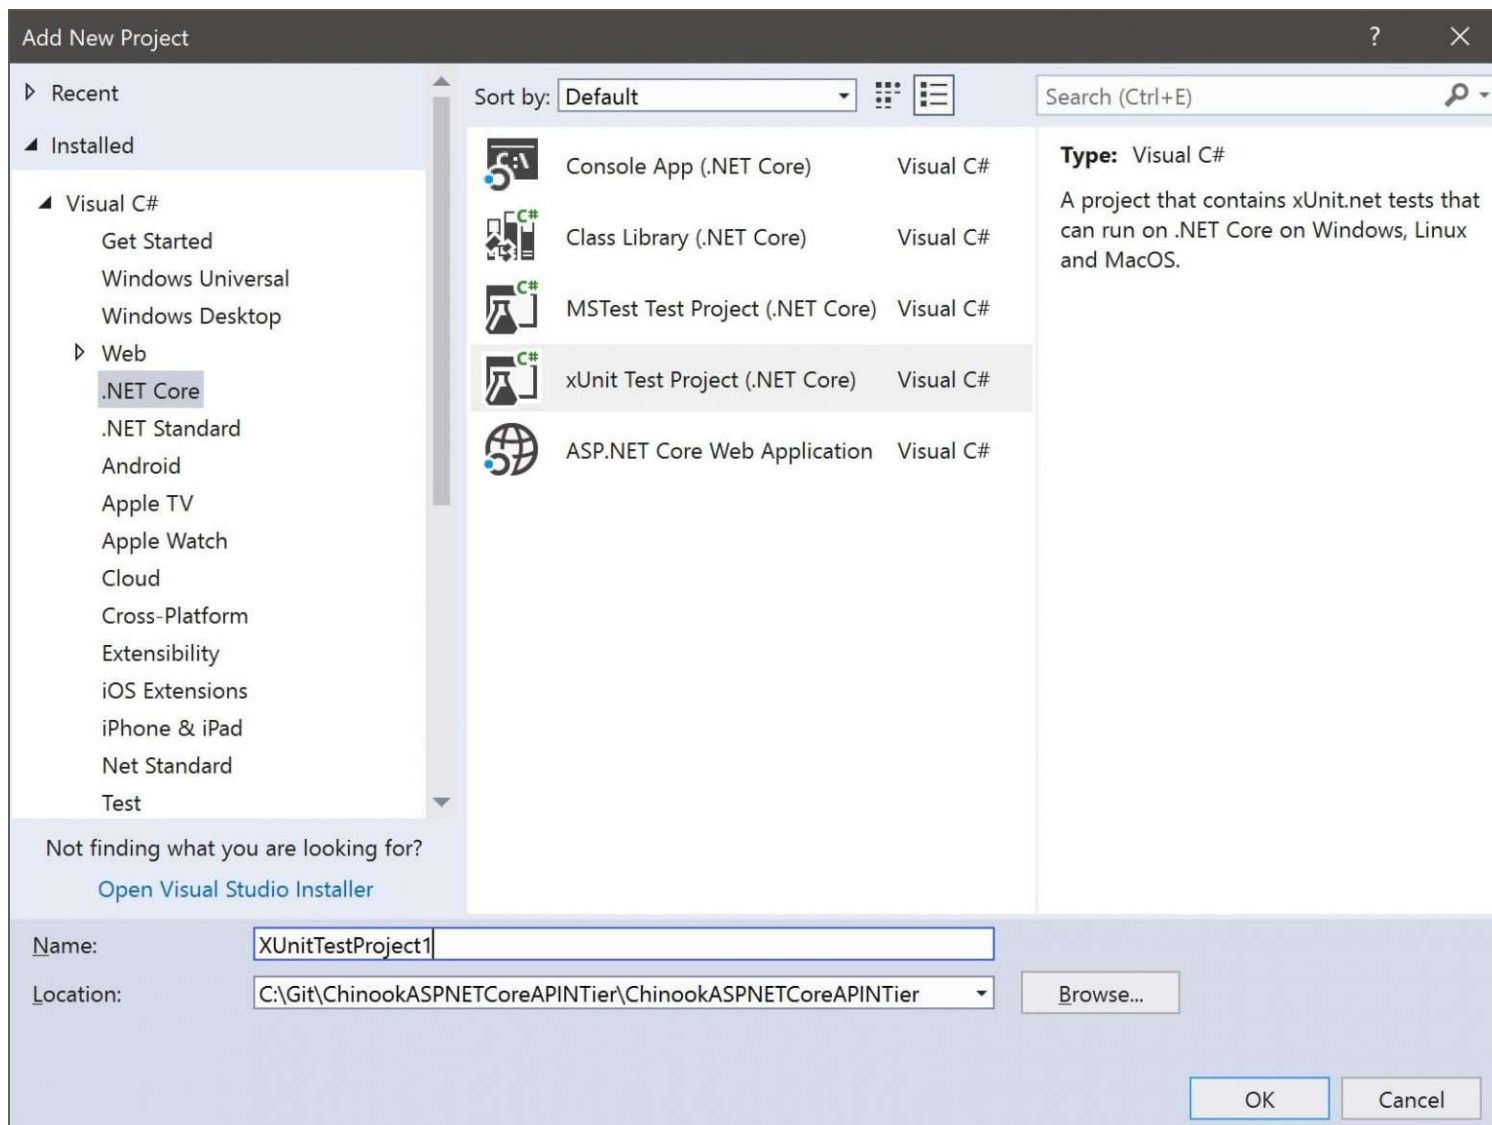 Add New Project
?
Recent
Installed
Visual C#
Get Started
Windows Universal
Windows Desktop
Web
.NET Core
.NET Standard
Android
Apple TV
Apple Watch
Cloud
Cross-Platform
Extensibility
iOS Extensions
iPhone & iPad
Net Standard
Test
Not finding what you are looking for?
Open Visual Studio Installer
Sort by: Default
C:\
Console App (.NET Core) Visual C#
C#
Class Library (.NET Core) Visual C#
C#
MSTest Test Project (.NET Core) Visual C#
C#
xUnit Test Project (.NET Core) Visual C#
ASP.NET Core Web Application Visual C#
Search (Ctrl+E)
Type: Visual C#
A project that contains xUnit.net tests that
can run on .NET Core on Windows, Linux
and MacOS.
Name: XUnitTestProject1
Location: C:\Git\ChinookASPNETCoreAPINTier\ChinookASPNETCoreAPINTier
Browse...
OK
Cancel